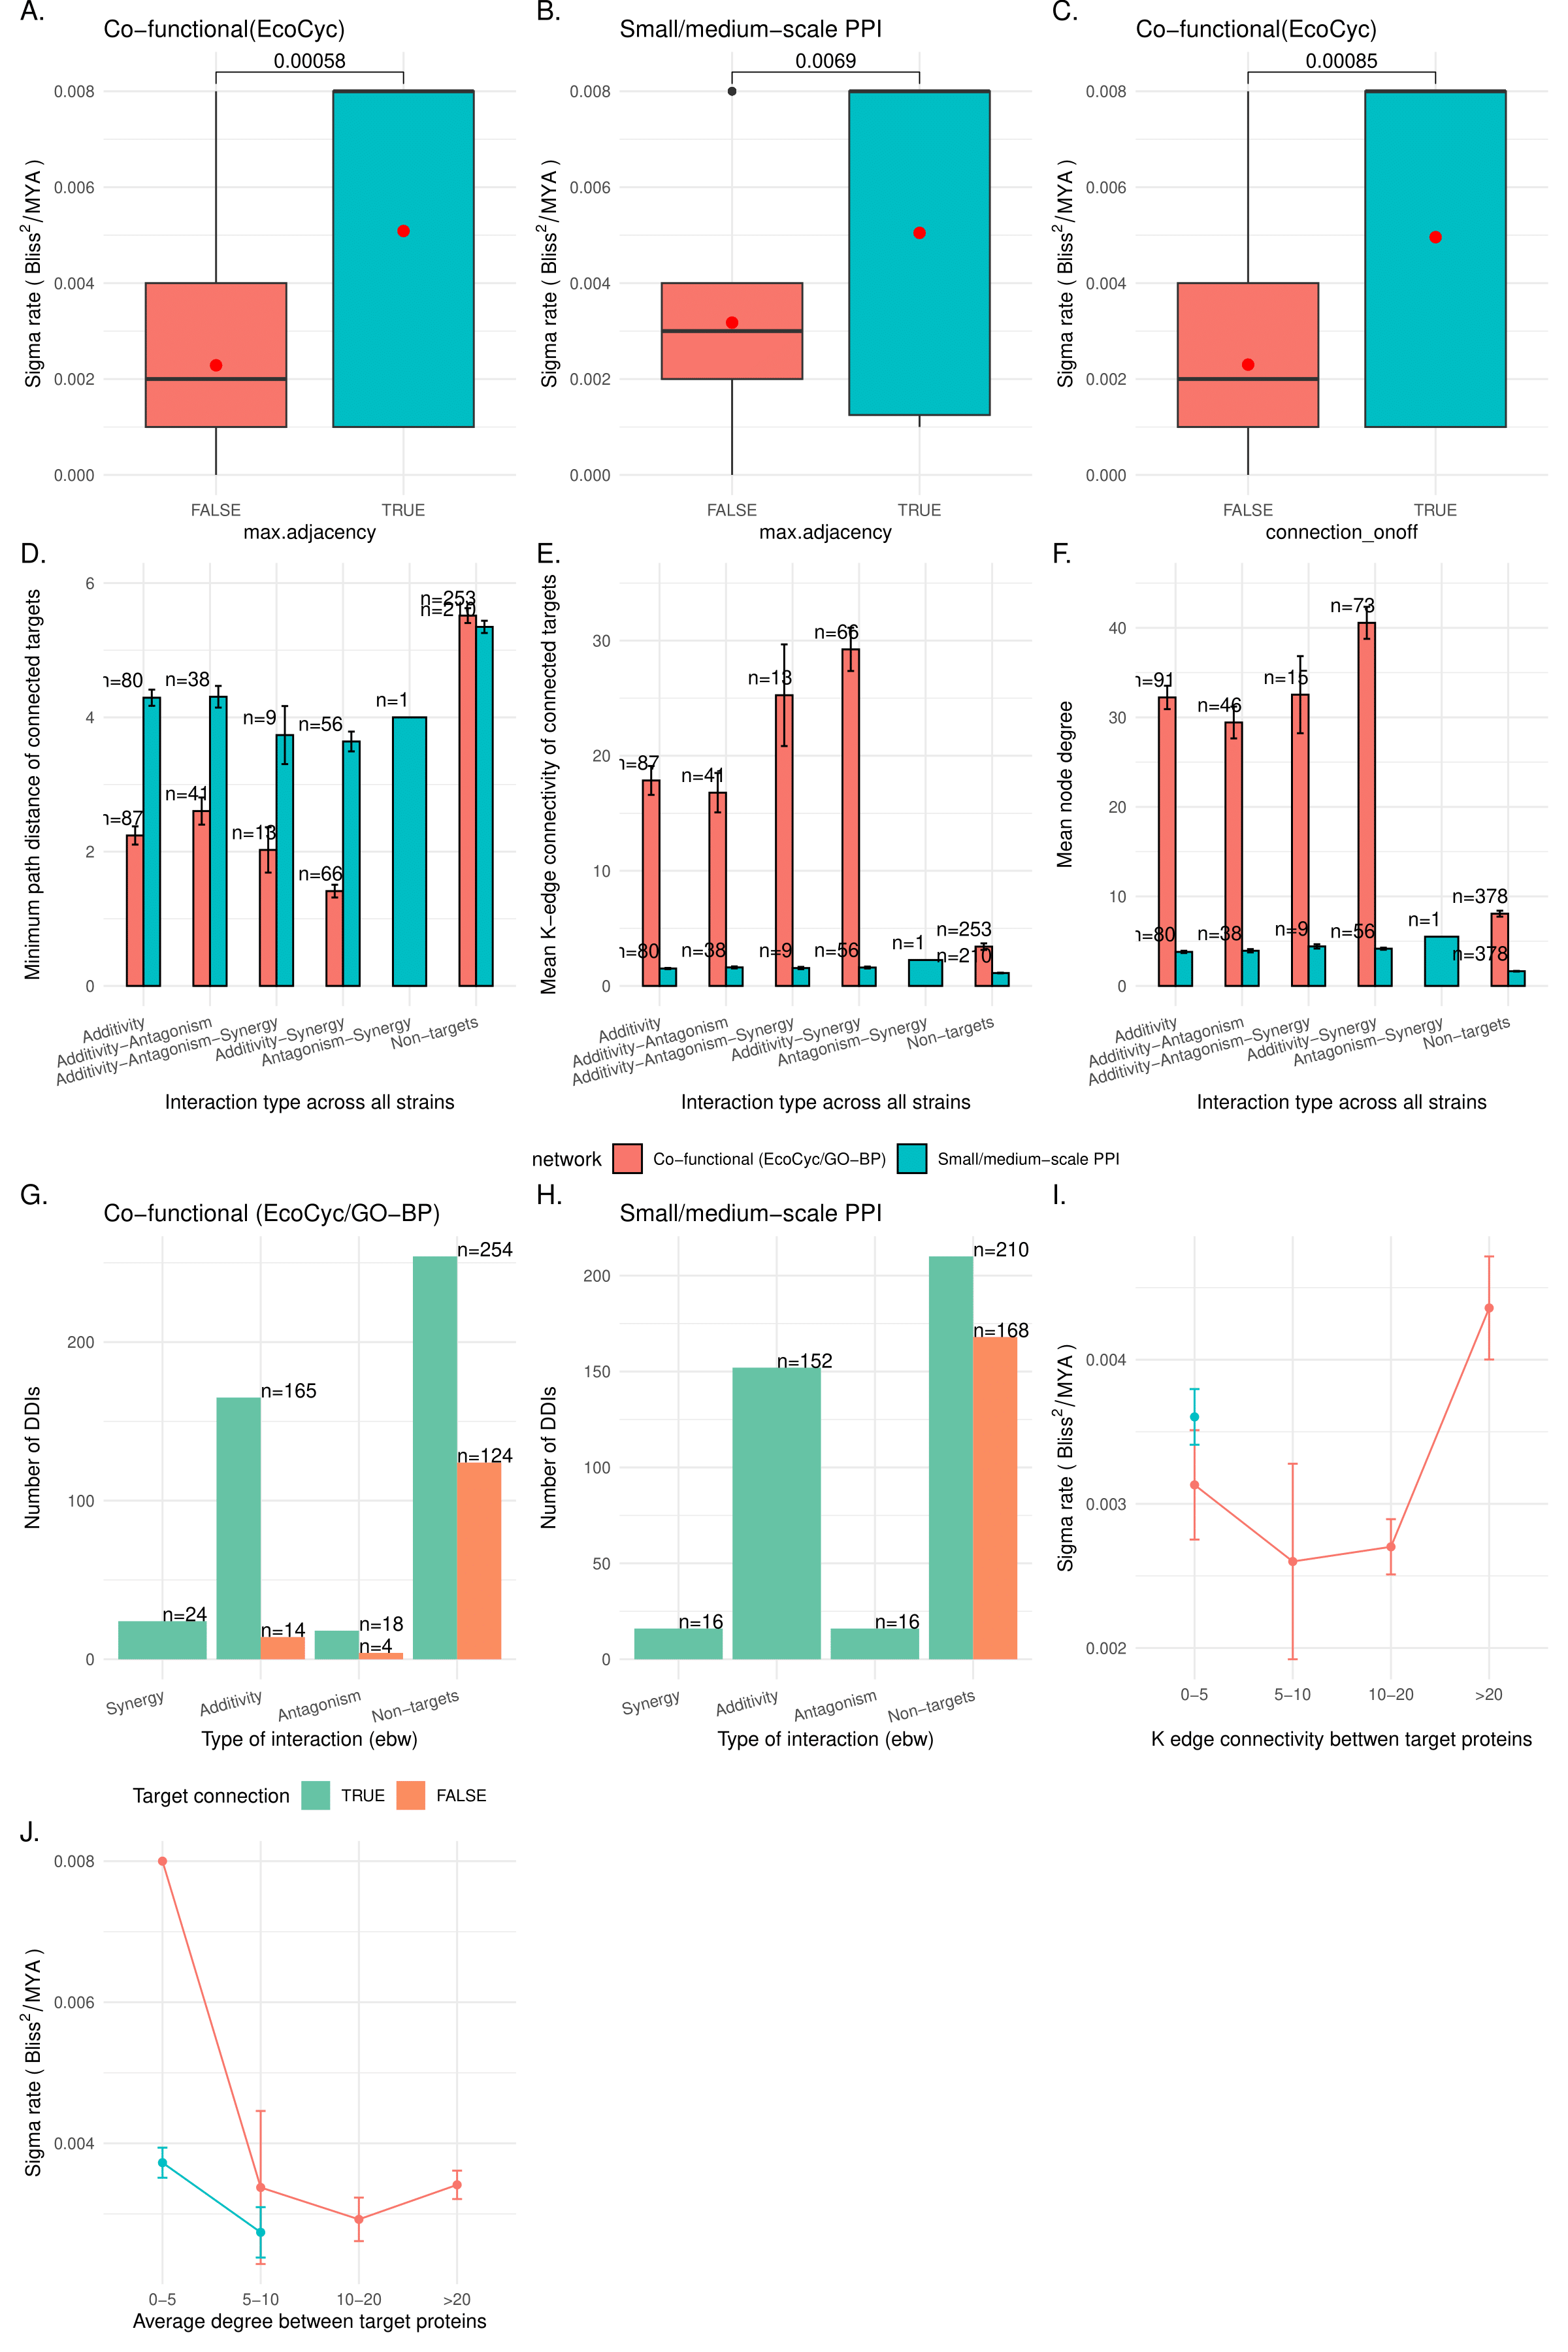 A.
Co−functional(EcoCyc)
0.00058
0.008
0.006
0.004
0.002
0.000
Sigma rate ( Bliss²/MYA )
FALSE
TRUE
max.adjacency
B.
Small/medium−scale PPI
0.0069
0.008
0.006
0.004
0.002
0.000
Sigma rate ( Bliss²/MYA )
FALSE
TRUE
max.adjacency
C.
Co−functional(EcoCyc)
0.00085
0.008
0.006
0.004
0.002
0.000
Sigma rate ( Bliss²/MYA )
FALSE
TRUE
connection_onoff
D.
Minimum path distance of connected targets
6
4
2
0
n=80
n=87
n=38
n=41
n=9
n=13
n=56
n=66
n=1
n=253
n=210
Additivity
Additivity−Antagonism
Additivity−Antagonism−Synergy
Additivity−Synergy
Antagonism−Synergy
Non−targets
Interaction type across all strains
E.
Mean K−edge connectivity of connected targets
30
20
10
0
n=87
n=80
n=41
n=38
n=13
n=9
n=66
n=56
n=1
n=253
n=210
Additivity
Additivity−Antagonism
Additivity−Antagonism−Synergy
Additivity−Synergy
Antagonism−Synergy
Non−targets
Interaction type across all strains
F.
Mean node degree
40
30
20
10
0
n=91
n=80
n=46
n=38
n=15
n=9
n=73
n=56
n=1
n=378
n=378
Additivity
Additivity−Antagonism
Additivity−Antagonism−Synergy
Additivity−Synergy
Antagonism−Synergy
Non−targets
Interaction type across all strains
network
Co−functional (EcoCyc/GO−BP)
Small/medium−scale PPI
G.
Co−functional (EcoCyc/GO−BP)
Number of DDIs
200
100
0
n=24
n=165
n=14
n=18
n=4
n=254
n=124
Synergy
Additivity
Antagonism
Non−targets
Type of interaction (ebw)
H.
Small/medium−scale PPI
Number of DDIs
200
150
100
50
0
n=16
n=152
n=16
n=210
n=168
Synergy
Additivity
Antagonism
Non−targets
Type of interaction (ebw)
I.
Sigma rate ( Bliss²/MYA )
0.004
0.003
0.002
0−5
5−10
10−20
>20
K edge connectivity bettwen target proteins
Target connection
TRUE
FALSE
J.
Sigma rate ( Bliss²/MYA )
0.008
0.006
0.004
0−5
5−10
10−20
>20
Average degree between target proteins